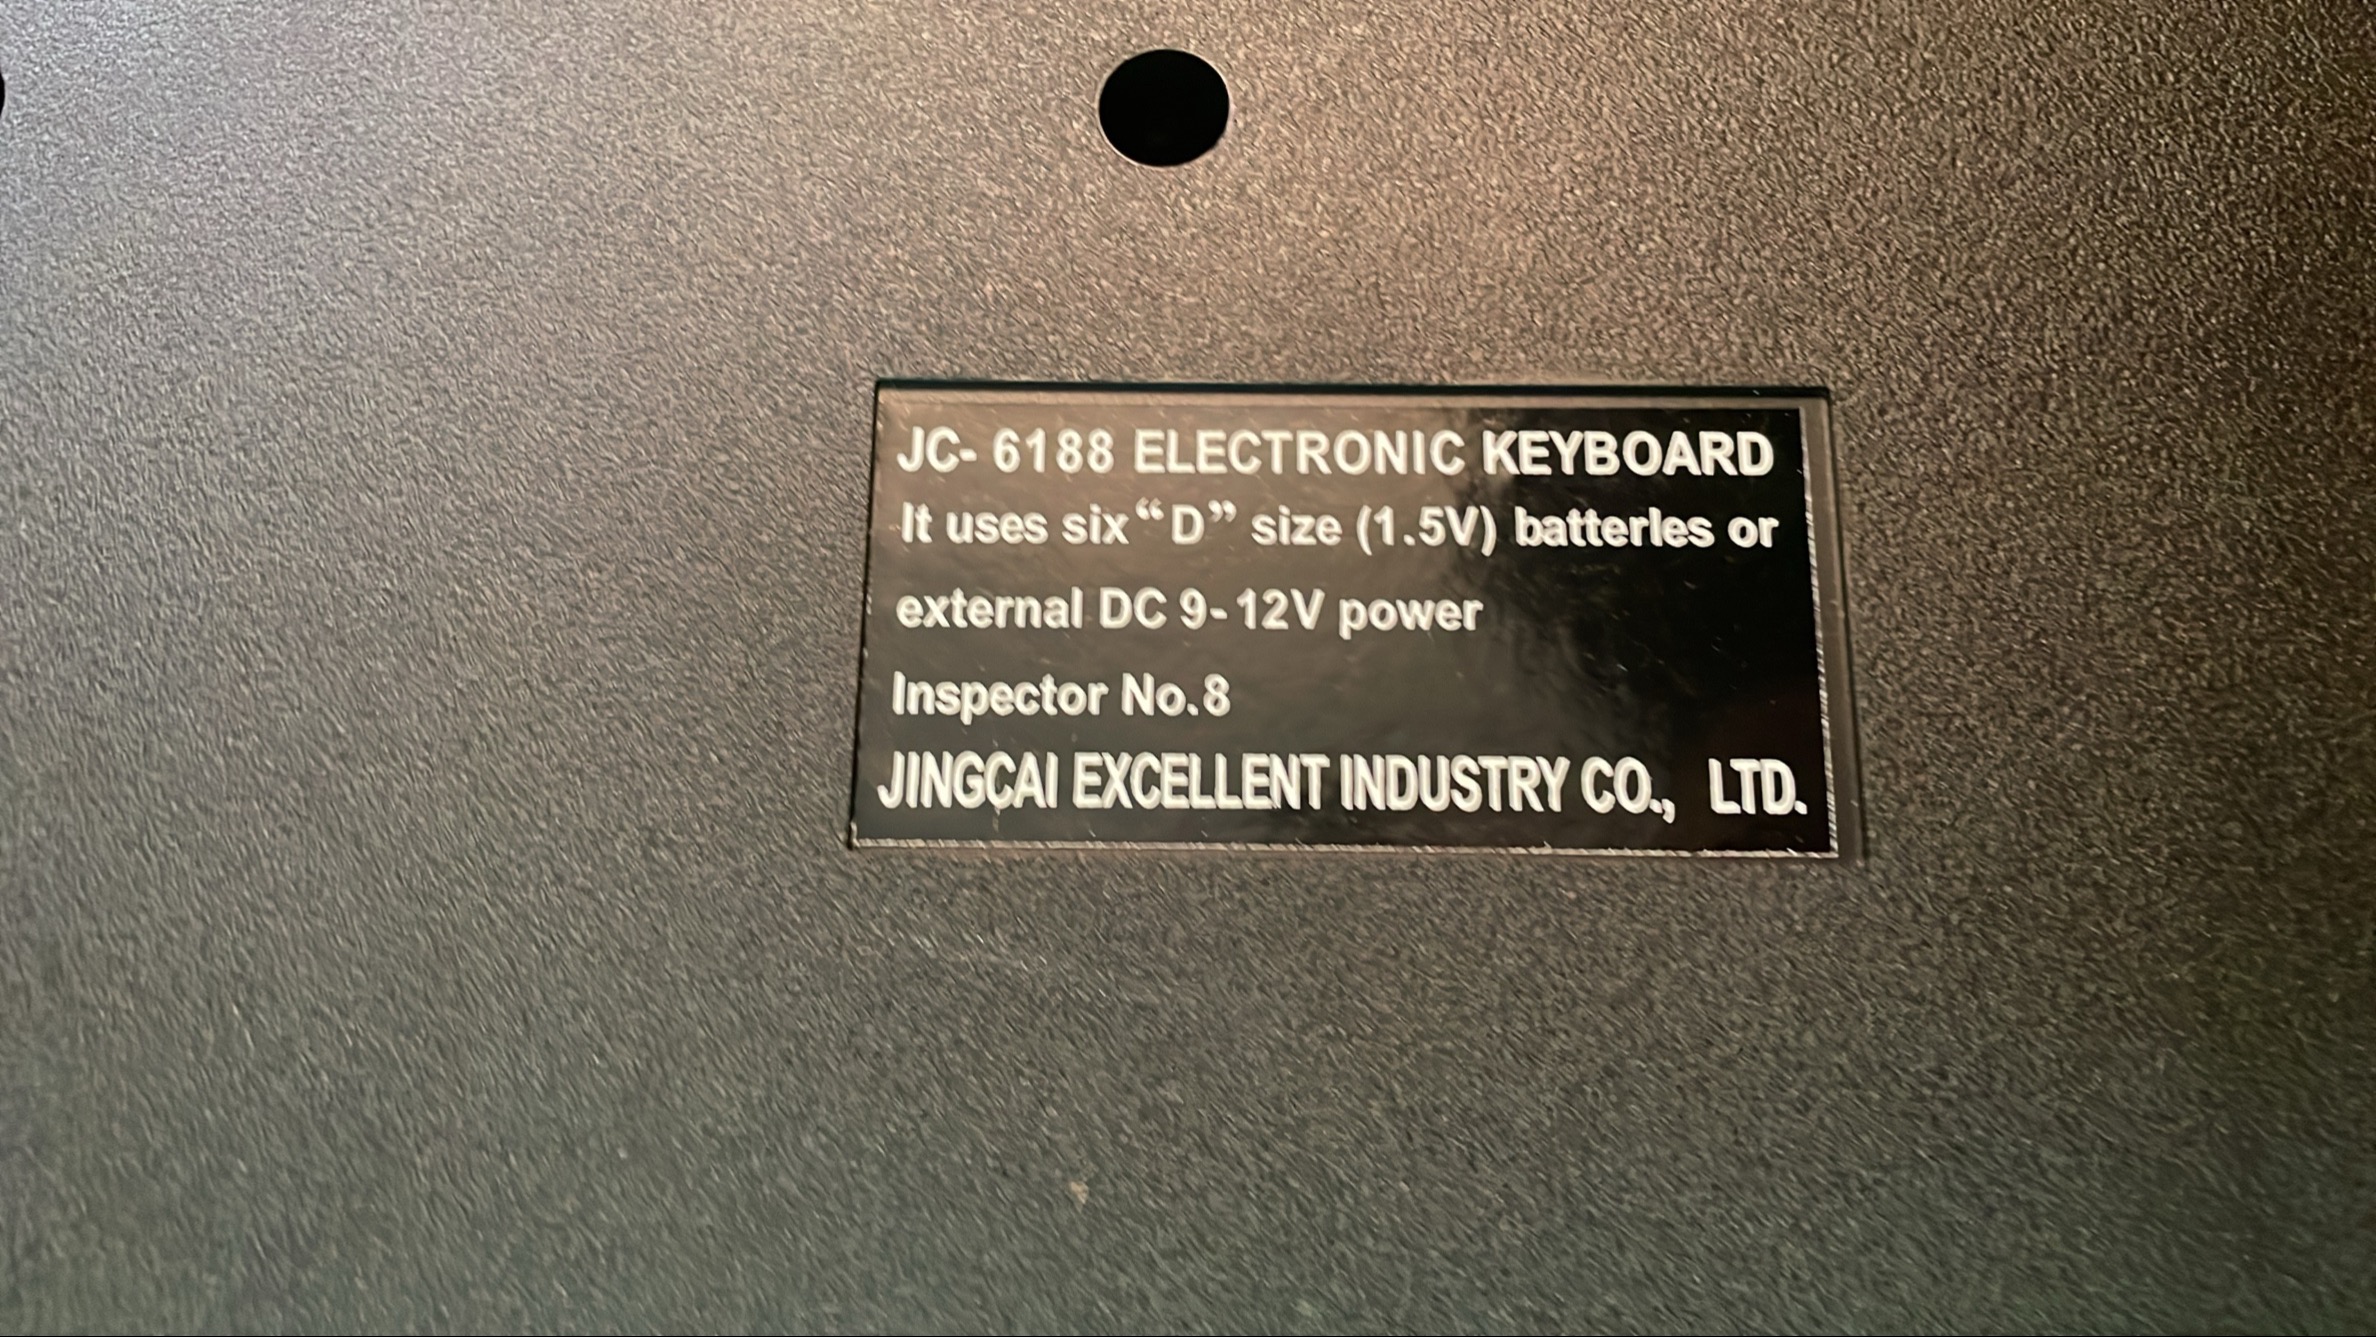 JC- 6188 ELECTRONIC KEYBOARD
It uses six “D” size (1.5V) batterles or
external DC 9-12V power
Inspector No.8
JINGCAI EXCELLENT INDUSTRY CO., LTD.